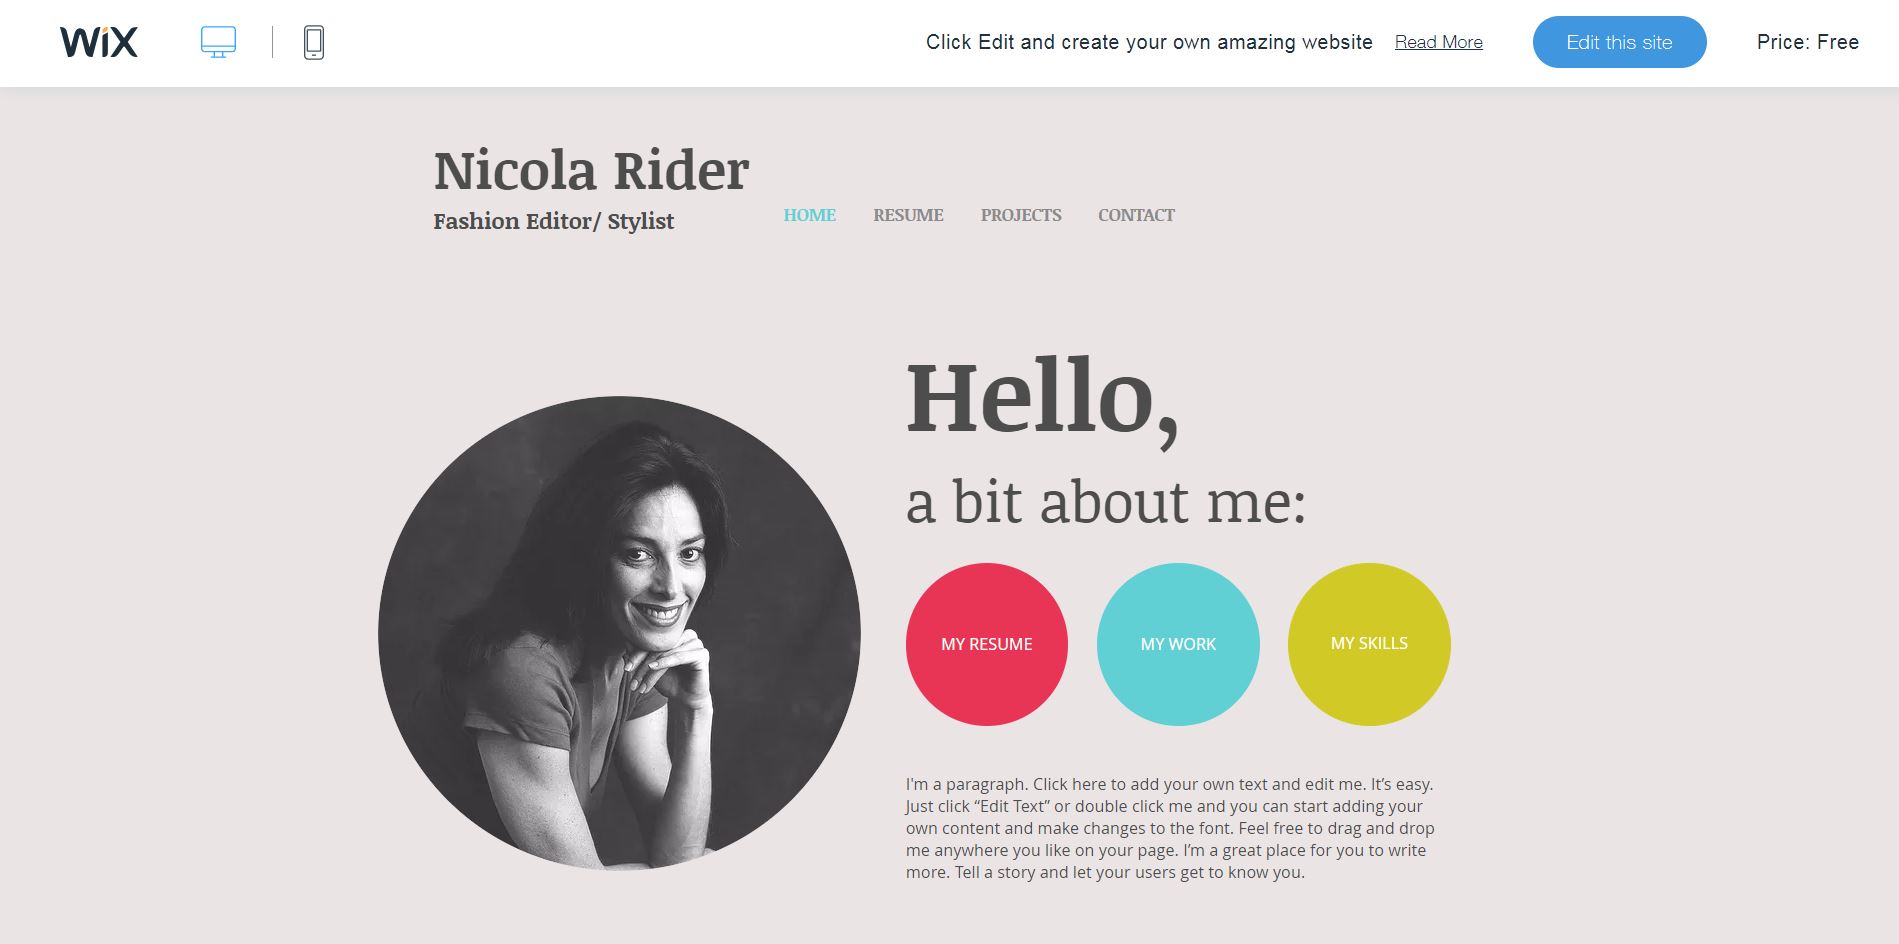 WiX
Click Edit and create your own amazing website
Read More
Edit this site
Price: Free
Nicola Rider
Fashion Editor/ Stylist
HOME
RESUME
PROJECTS
CONTACT
Hello,
a bit about me:
MY RESUME
MY WORK
MY SKILLS
I'm a paragraph. Click here to add your own text and edit me. It’s easy.
Just click “Edit Text” or double click me and you can start adding your
own content and make changes to the font. Feel free to drag and drop
me anywhere you like on your page. I’m a great place for you to write
more. Tell a story and let your users get to know you.